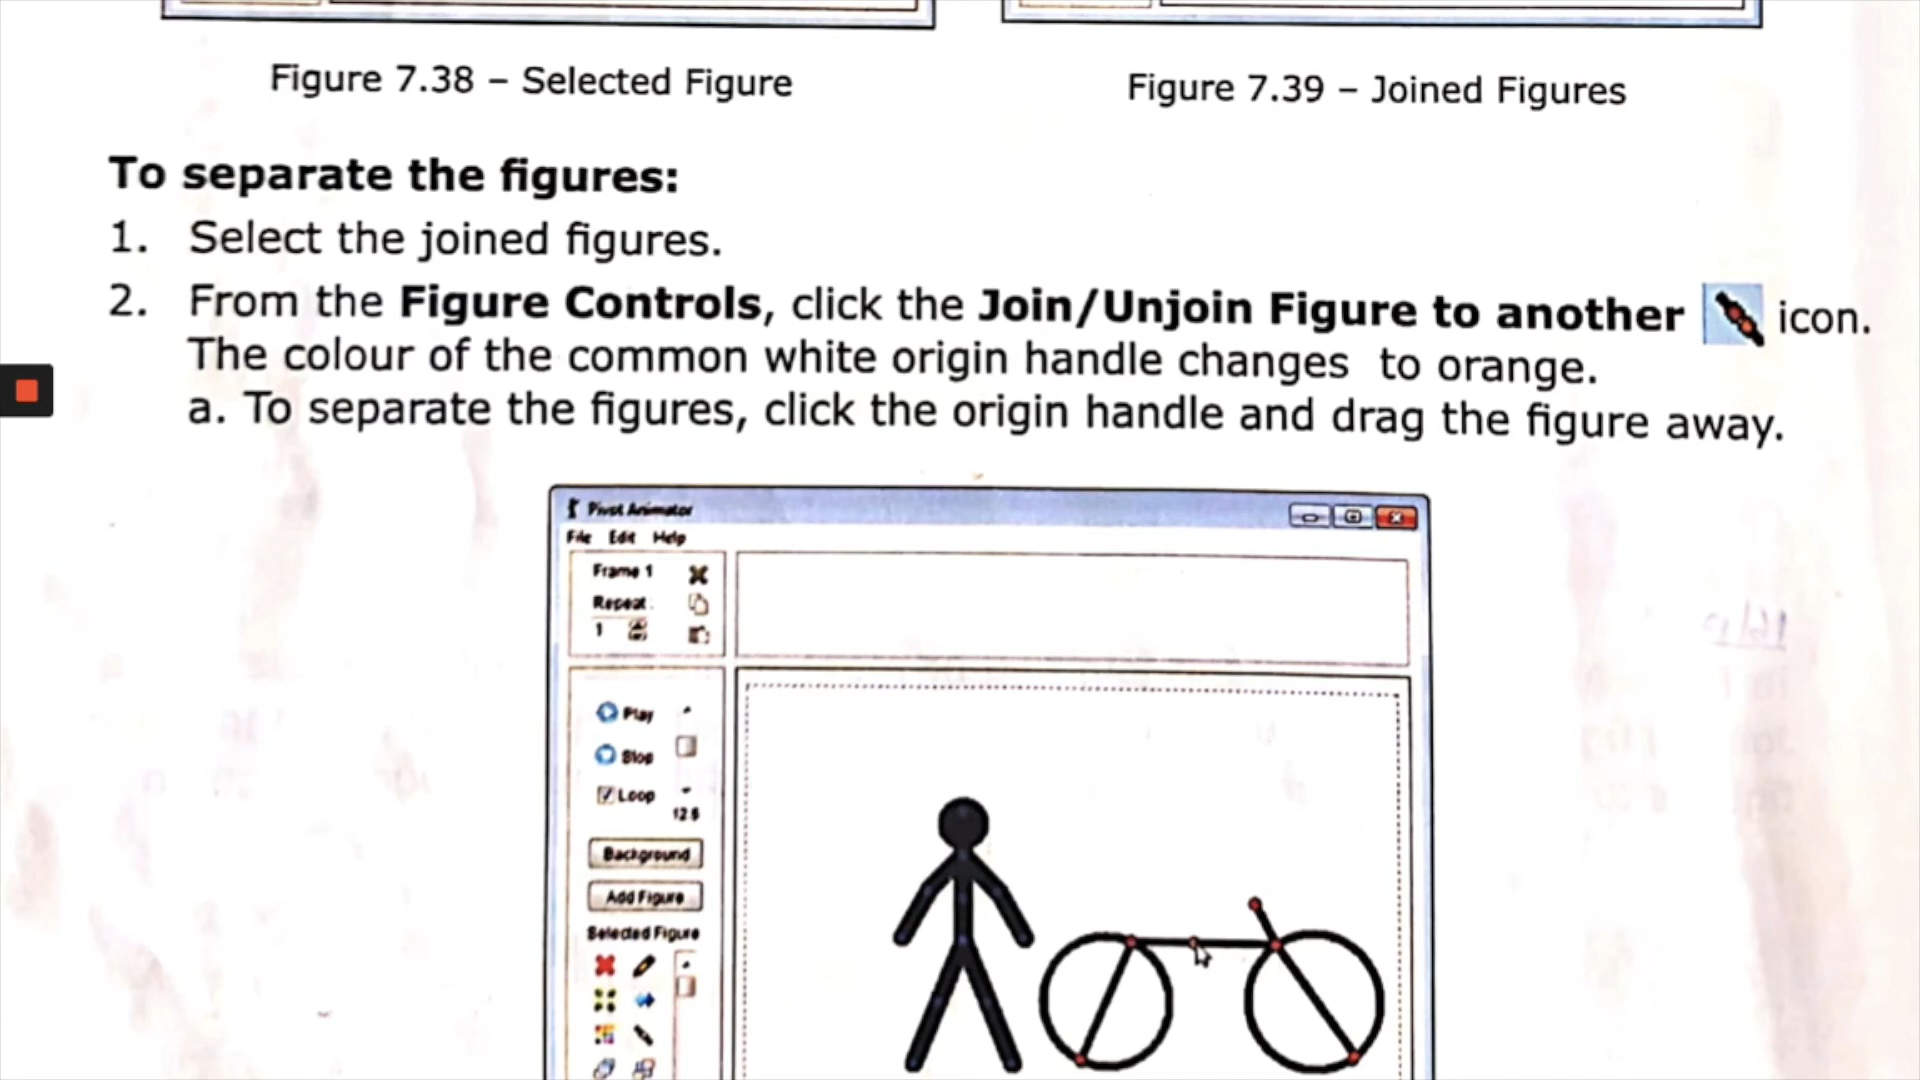 Figure 7.38 – Selected Figure
Figure 7.39 – Joined Figures
To separate the figures:
1. Select the joined figures.
2. From the Figure Controls, click the Join/Unjoin Figure to another icon.
The colour of the common white origin handle changes to orange.
a. To separate the figures, click the origin handle and drag the figure away.
Pivot Animator
File Edit Help
Frame 1
Repeat:
1
Play
Stop
Loop
Background
Add Figure
Selected Figure